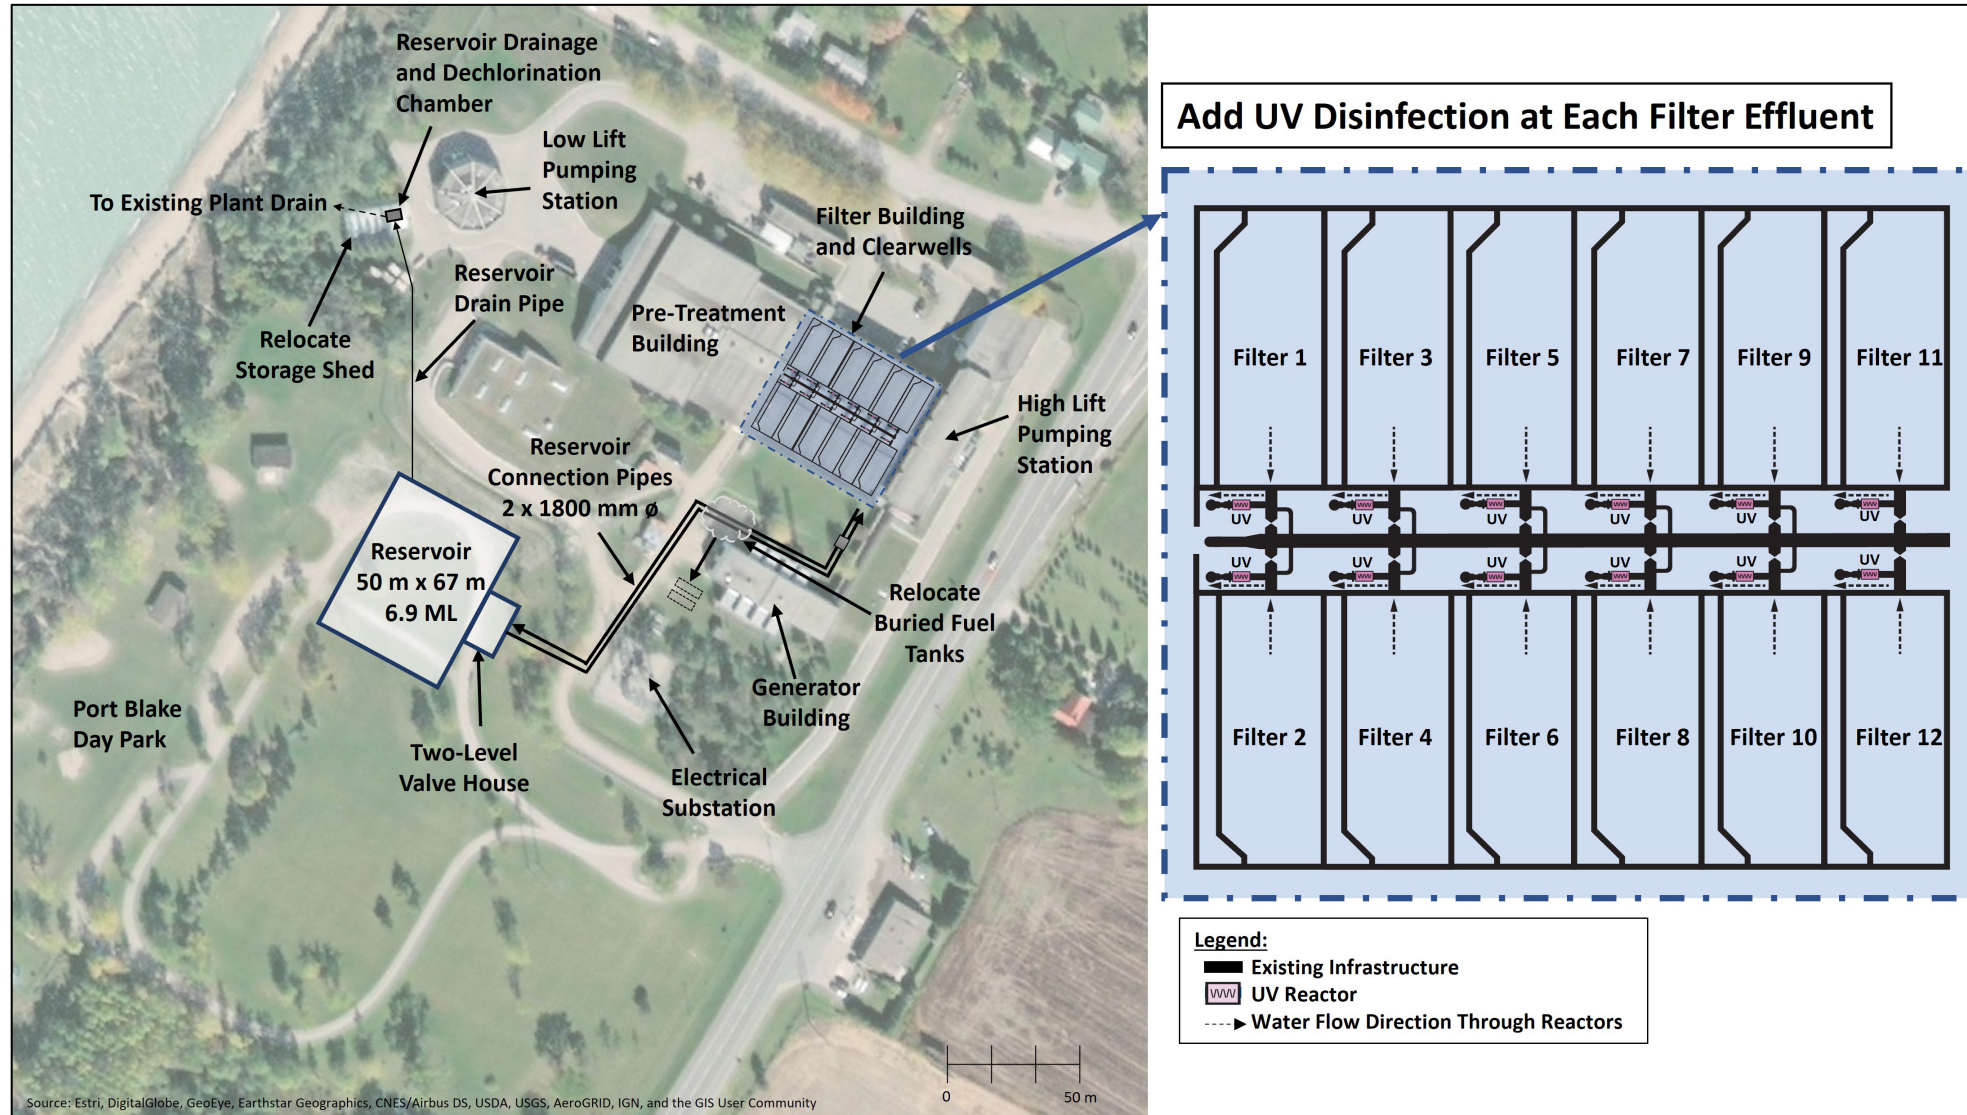 Reservoir Drainage
and Dechlorination
Chamber
Low Lift
Pumping
Station
To Existing Plant Drain
Filter Building
and Clearwells
Reservoir
Drain Pipe
Pre-Treatment
Building
Relocate
Storage Shed
High Lift
Pumping
Station
Reservoir
Connection Pipes
2 x 1800 mm ø
Reservoir
50 m x 67 m
6.9 ML
Relocate
Buried Fuel
Tanks
Generator
Building
Port Blake
Day Park
Two-Level
Valve House
Electrical
Substation
0 50 m
Source: Estri, DigitalGlobe, GeoEye, Earthstar Geographics, CNES/Airbus DS, USDA, USGS, AeroGRID, IGN, and the GIS User Community
Add UV Disinfection at Each Filter Effluent
Filter 1 Filter 3 Filter 5 Filter 7 Filter 9 Filter 11
UV UV UV UV UV UV
UV UV UV UV UV UV
Filter 2 Filter 4 Filter 6 Filter 8 Filter 10 Filter 12
Legend:
Existing Infrastructure
UV Reactor
Water Flow Direction Through Reactors